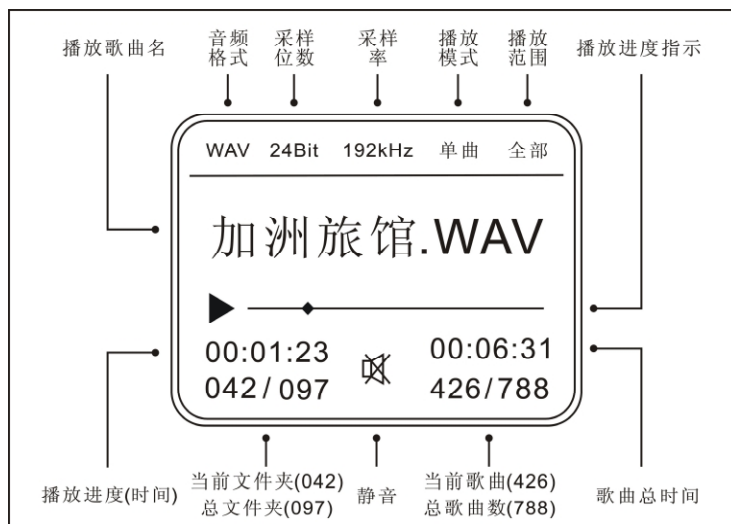 播放歌曲名
音频
格式
采样
位数
采样
率
播放
模式
播放
范围
播放进度指示
WAV 24Bit 192kHz 单曲 全部
加洲旅馆.WAV
00:01:23 00:06:31
042/097 426/788
播放进度(时间)
当前文件夹(042)
总文件夹(097)
静音
当前歌曲(426)
总歌曲数(788)
歌曲总时间